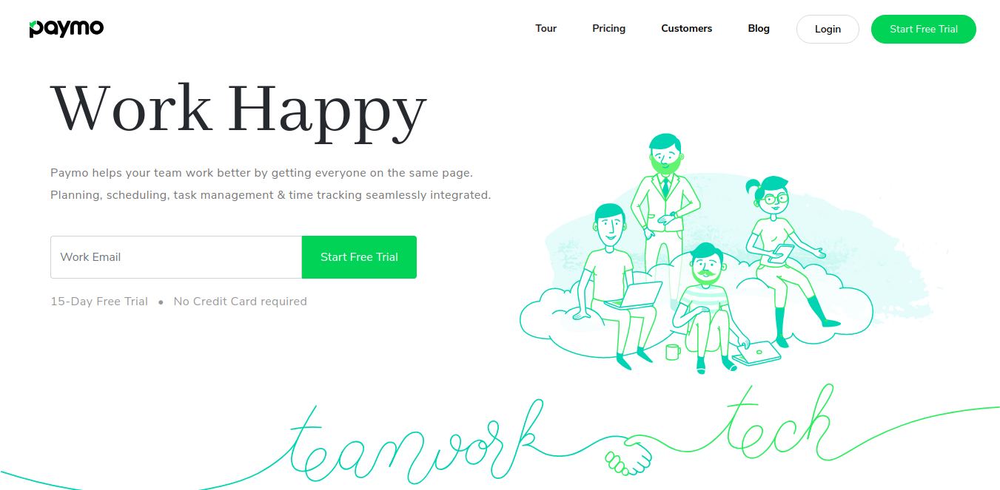 paymo
Tour Pricing Customers Blog Login Start Free Trial
Work Happy
Paymo helps your team work better by getting everyone on the same page.
Planning, scheduling, task management & time tracking seamlessly integrated.
Work Email Start Free Trial
15-Day Free Trial • No Credit Card required
teamwork tech